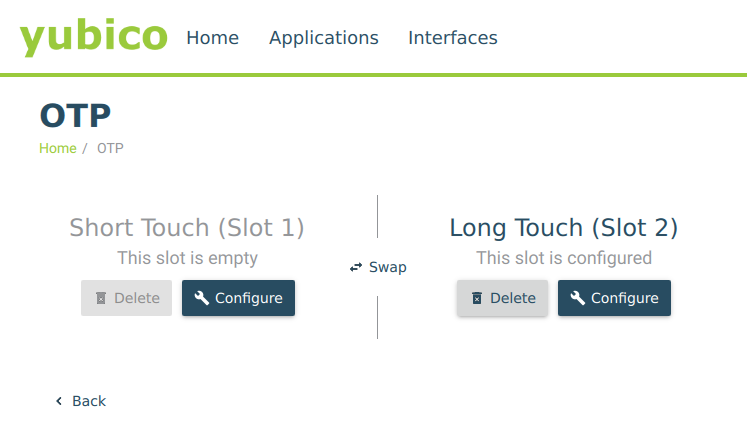 yubico Home Applications Interfaces
OTP
Home / OTP
Short Touch (Slot 1)
This slot is empty
Delete Configure
Swap
Long Touch (Slot 2)
This slot is configured
Delete Configure
Back